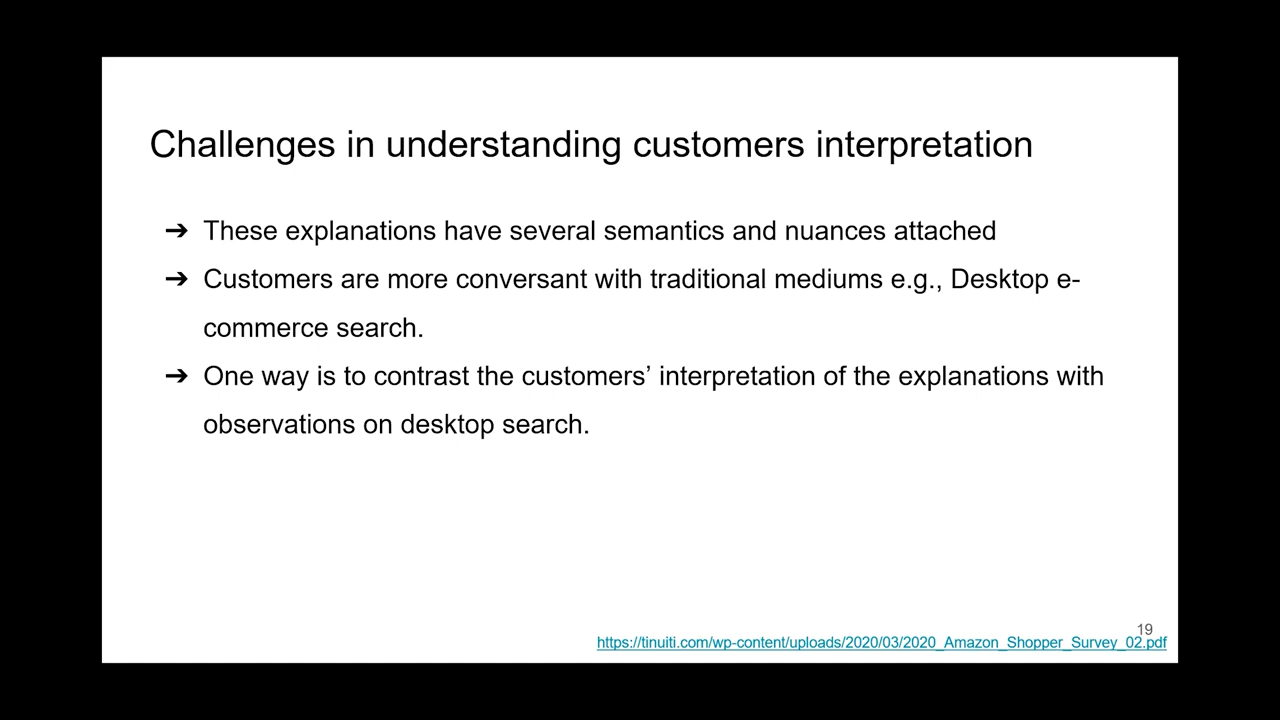 Challenges in understanding customers interpretation
➔ These explanations have several semantics and nuances attached
➔ Customers are more conversant with traditional mediums e.g., Desktop e-
commerce search.
➔ One way is to contrast the customers’ interpretation of the explanations with
observations on desktop search.
19
https://tinuiti.com/wp-content/uploads/2020/03/2020_Amazon_Shopper_Survey_02.pdf